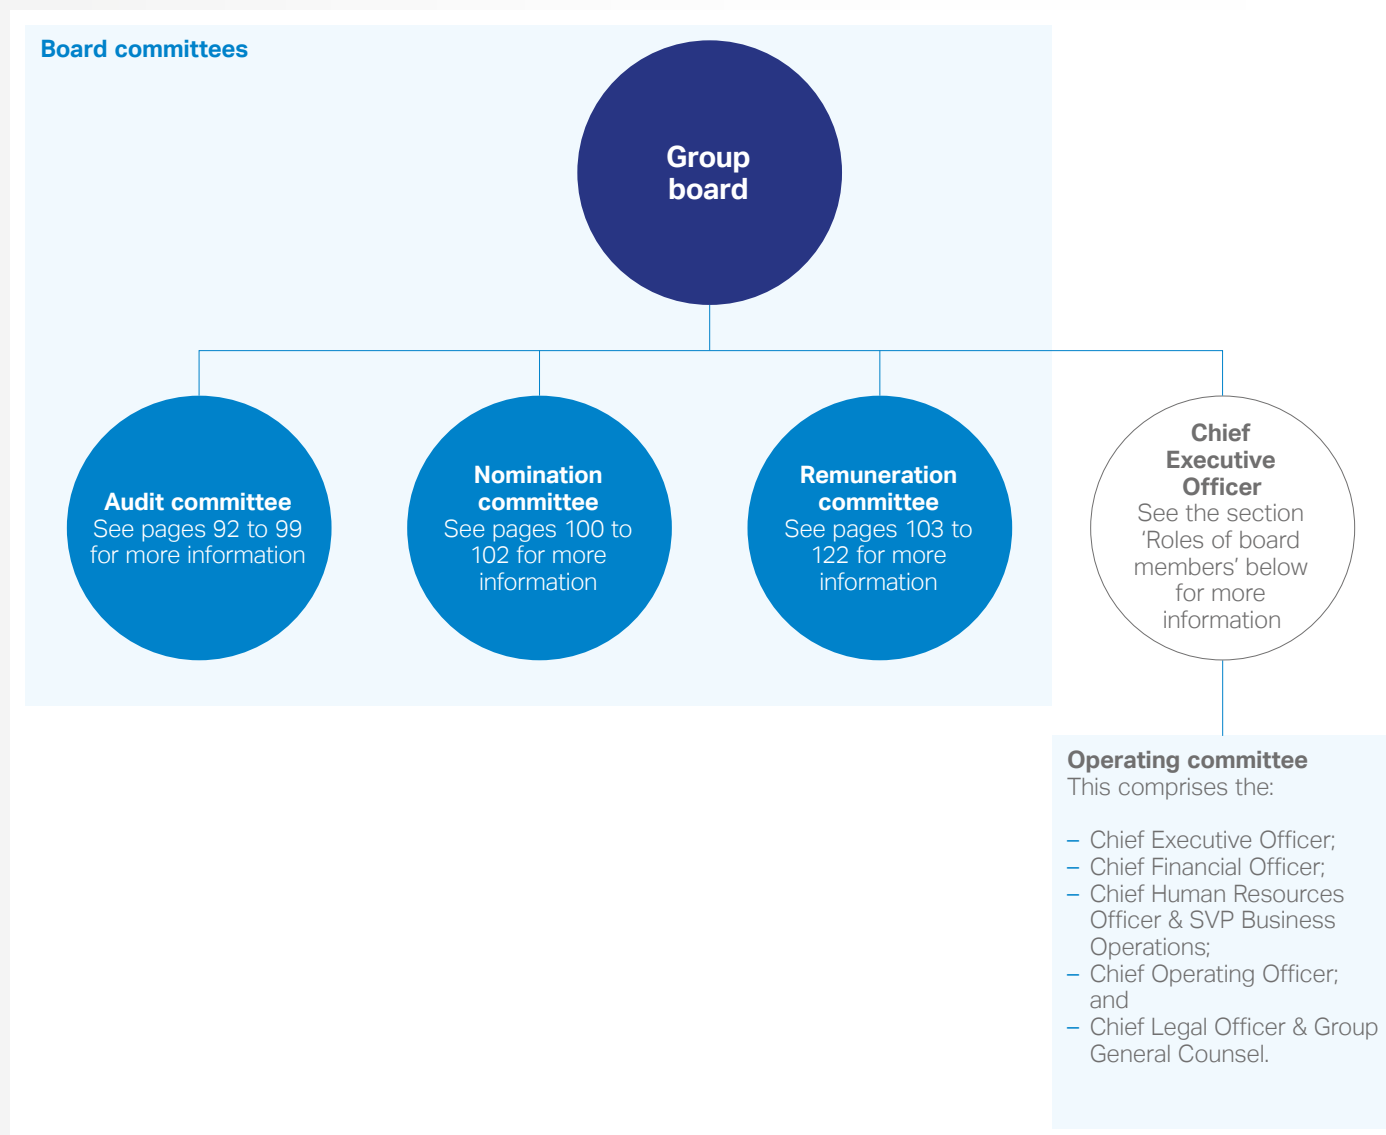 Board committees
Group
board
Audit committee
See pages 92 to 99
for more information
Nomination
committee
See pages 100 to
102 for more
information
Remuneration
committee
See pages 103 to
122 for more
information
Chief
Executive
Officer
See the section
‘Roles of board
members’ below
for more
information
Operating committee
This comprises the:
– Chief Executive Officer;
– Chief Financial Officer;
– Chief Human Resources
Officer & SVP Business
Operations;
– Chief Operating Officer;
and
– Chief Legal Officer & Group
General Counsel.